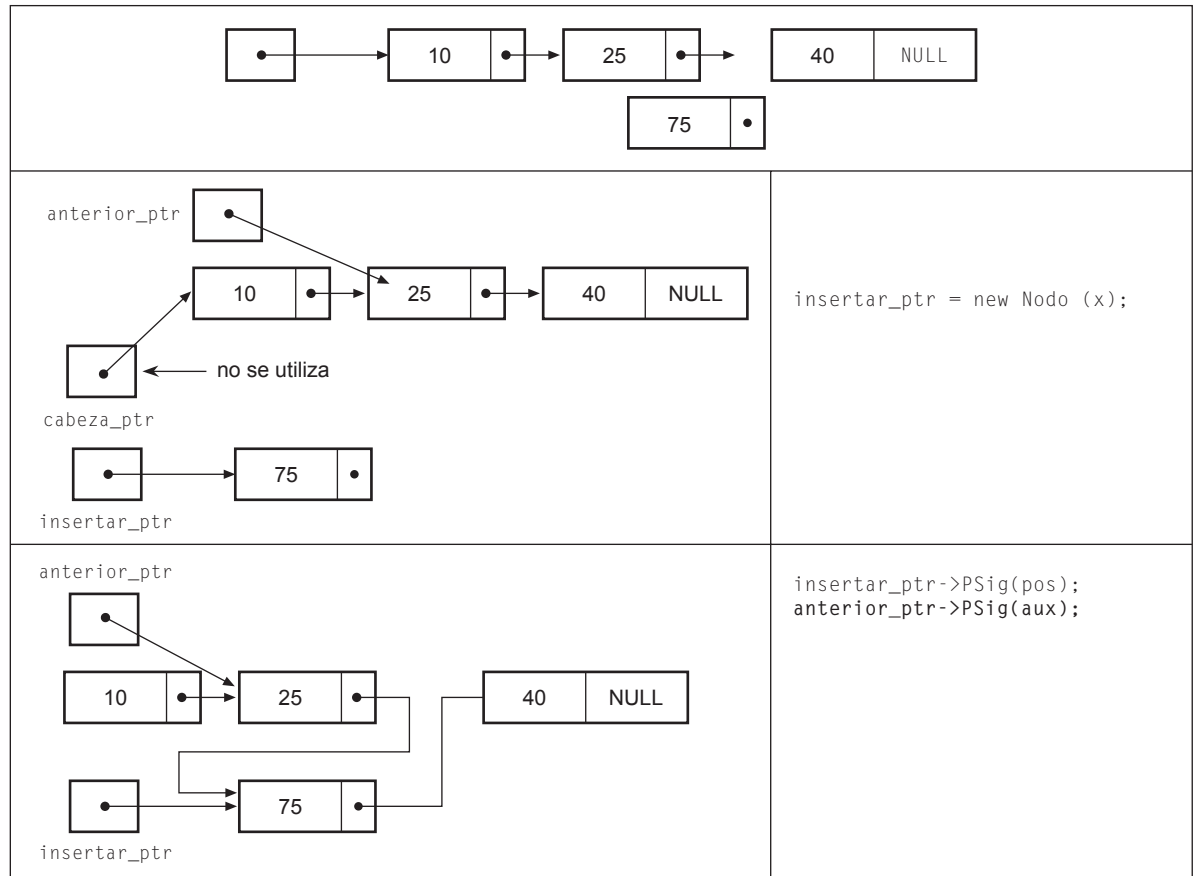 10 25 40 NULL
75
anterior_ptr
10 25 40 NULL
insertar_ptr = new Nodo (x);
no se utiliza
cabeza_ptr
75
insertar_ptr
anterior_ptr
insertar_ptr->PSig(pos);
anterior_ptr->PSig(aux);
10 25 40 NULL
75
insertar_ptr